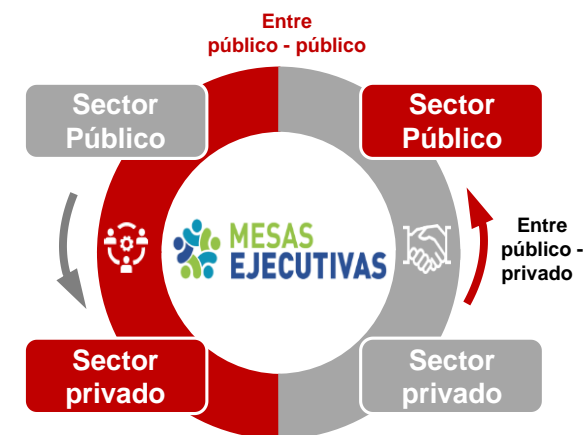 Entre
público - público
Sector
Público
Sector
Público
MESAS
EJECUTIVAS
Entre
público -
privado
Sector
privado
Sector
privado